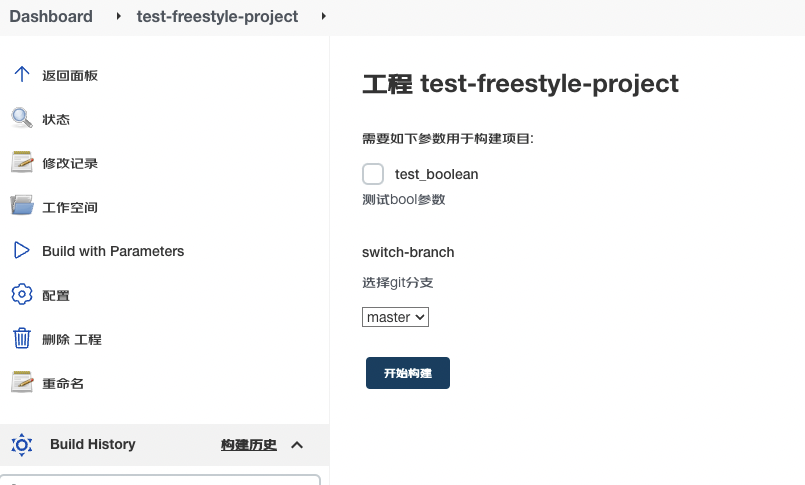 Dashboard
test-freestyle-project
返回面板
状态
修改记录
工作空间
Build with Parameters
配置
删除 工程
重命名
Build History
构建历史
工程 test-freestyle-project
需要如下参数用于构建项目:
test_boolean
测试bool参数
switch-branch
选择git分支
master
开始构建